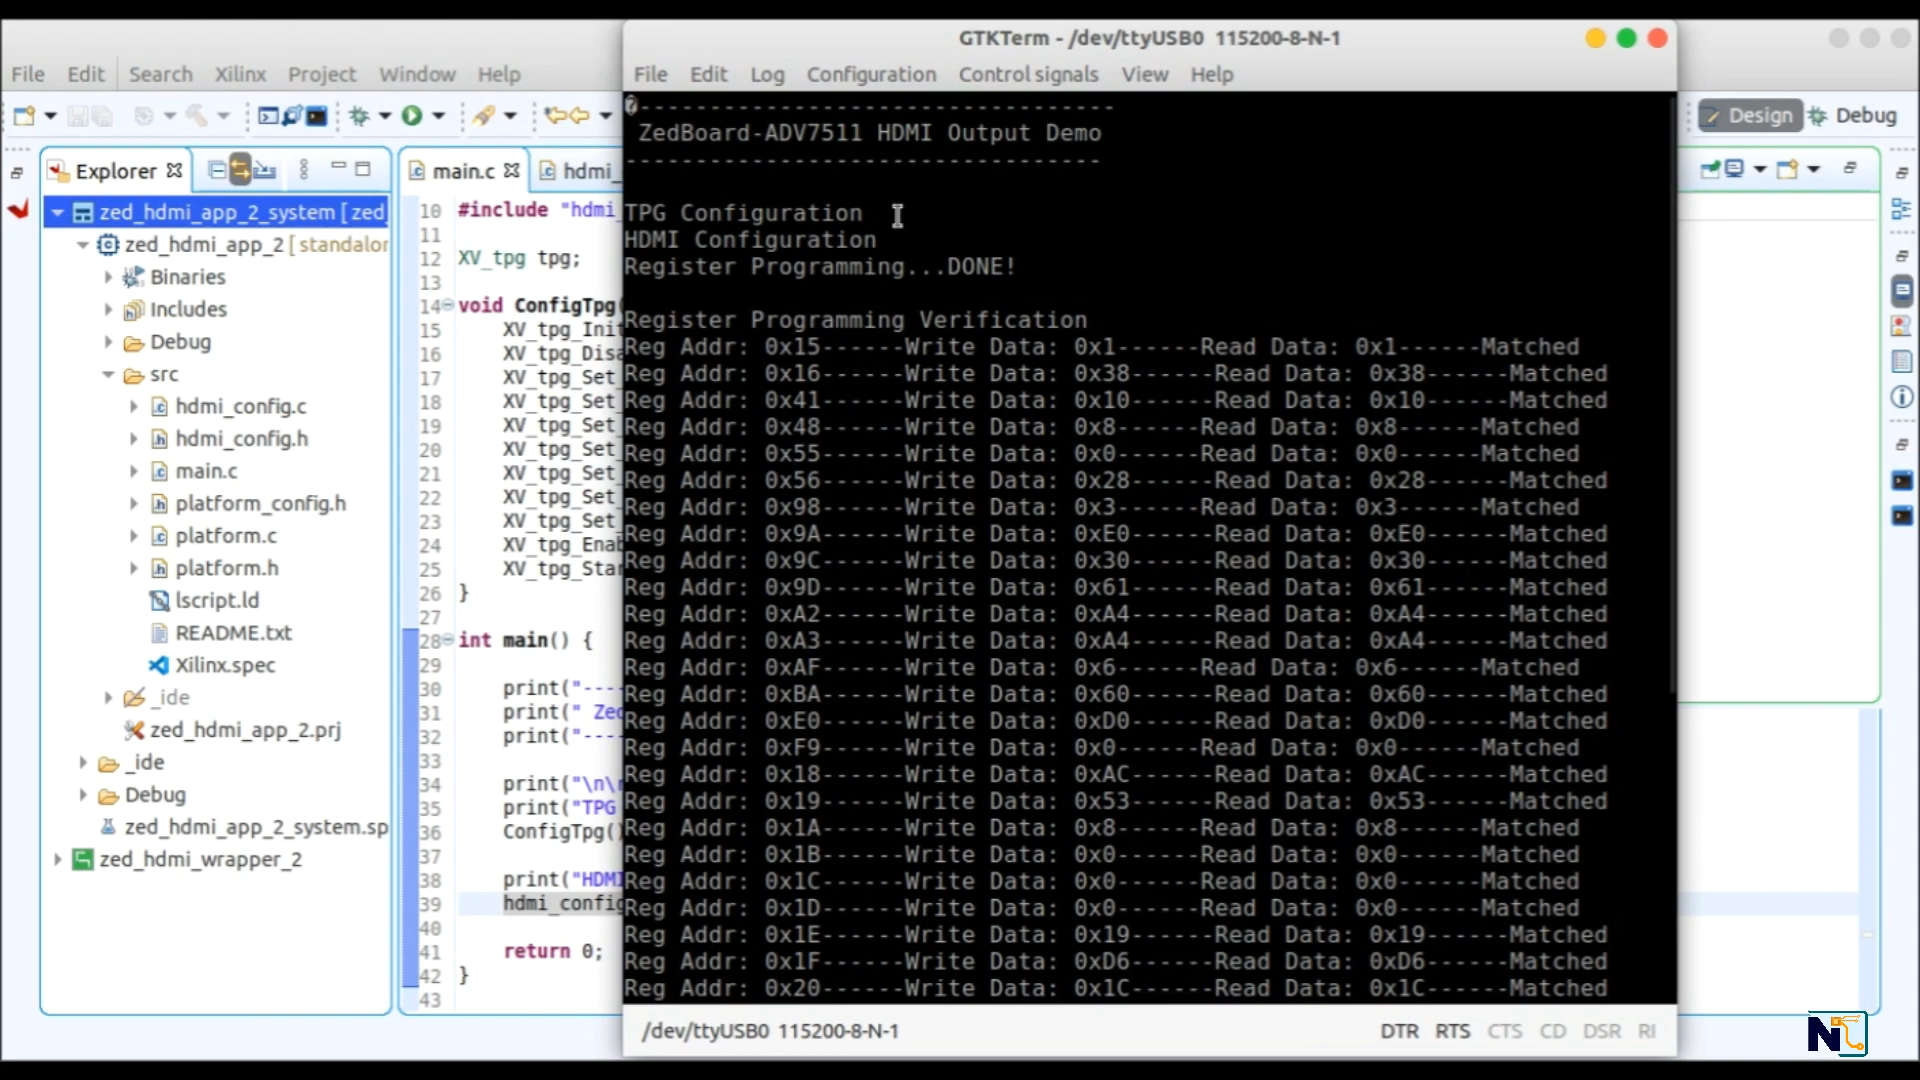 GTKTerm - /dev/ttyUSB0 115200-8-N-1
File Edit Search Xilinx Project Window Help
File Edit Log Configuration Control signals View Help
Design Debug
Explorer
zed_hdmi_app_2_system [ zed_
zed_hdmi_app_2 [ standalor
Binaries
Includes
Debug
src
hdmi_config.c
hdmi_config.h
main.c
platform_config.h
platform.c
platform.h
lscript.ld
README.txt
Xilinx.spec
_ide
zed_hdmi_app_2.prj
_ide
Debug
zed_hdmi_app_2_system.sp
zed_hdmi_wrapper_2
main.c hdmi_
10 #include "hdmi_
11
12 XV_tpg tpg;
13
14 void ConfigTpg(
15 XV_tpg_Init
16 XV_tpg_Disa
17 XV_tpg_Set_
18 XV_tpg_Set_
19 XV_tpg_Set_
20 XV_tpg_Set_
21 XV_tpg_Set_
22 XV_tpg_Set_
23 XV_tpg_Set_
24 XV_tpg_Enab
25 XV_tpg_Star
26 }
27
28 int main() {
29
30 print("----
31 print(" Zed
32 print("----
33
34 print("\n\r
35 print("TPG
36 ConfigTpg()
37
38 print("HDMI
39 hdmi_config
40
41 return 0;
42 }
43
?----------------------------------
ZedBoard-ADV7511 HDMI Output Demo
----------------------------------
TPG Configuration
HDMI Configuration
Register Programming...DONE!
Register Programming Verification
Reg Addr: 0x15------Write Data: 0x1------Read Data: 0x1------Matched
Reg Addr: 0x16------Write Data: 0x38------Read Data: 0x38------Matched
Reg Addr: 0x41------Write Data: 0x10------Read Data: 0x10------Matched
Reg Addr: 0x48------Write Data: 0x8------Read Data: 0x8------Matched
Reg Addr: 0x55------Write Data: 0x0------Read Data: 0x0------Matched
Reg Addr: 0x56------Write Data: 0x28------Read Data: 0x28------Matched
Reg Addr: 0x98------Write Data: 0x3------Read Data: 0x3------Matched
Reg Addr: 0x9A------Write Data: 0xE0------Read Data: 0xE0------Matched
Reg Addr: 0x9C------Write Data: 0x30------Read Data: 0x30------Matched
Reg Addr: 0x9D------Write Data: 0x61------Read Data: 0x61------Matched
Reg Addr: 0xA2------Write Data: 0xA4------Read Data: 0xA4------Matched
Reg Addr: 0xA3------Write Data: 0xA4------Read Data: 0xA4------Matched
Reg Addr: 0xAF------Write Data: 0x6------Read Data: 0x6------Matched
Reg Addr: 0xBA------Write Data: 0x60------Read Data: 0x60------Matched
Reg Addr: 0xE0------Write Data: 0xD0------Read Data: 0xD0------Matched
Reg Addr: 0xF9------Write Data: 0x0------Read Data: 0x0------Matched
Reg Addr: 0x18------Write Data: 0xAC------Read Data: 0xAC------Matched
Reg Addr: 0x19------Write Data: 0x53------Read Data: 0x53------Matched
Reg Addr: 0x1A------Write Data: 0x8------Read Data: 0x8------Matched
Reg Addr: 0x1B------Write Data: 0x0------Read Data: 0x0------Matched
Reg Addr: 0x1C------Write Data: 0x0------Read Data: 0x0------Matched
Reg Addr: 0x1D------Write Data: 0x0------Read Data: 0x0------Matched
Reg Addr: 0x1E------Write Data: 0x19------Read Data: 0x19------Matched
Reg Addr: 0x1F------Write Data: 0xD6------Read Data: 0xD6------Matched
Reg Addr: 0x20------Write Data: 0x1C------Read Data: 0x1C------Matched
/dev/ttyUSB0 115200-8-N-1 DTR RTS CTS CD DSR RI
N